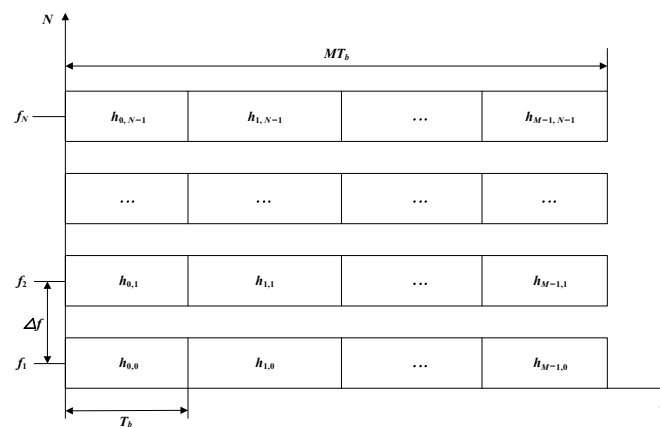 N
MT_b
f_N h_{0, N−1} h_{1, N−1} ... h_{M−1, N−1}
... ... ... ...
f_2 h_{0,1} h_{1,1} ... h_{M−1,1}
Δf
f_1 h_{0,0} h_{1,0} ... h_{M−1,0}
T_b